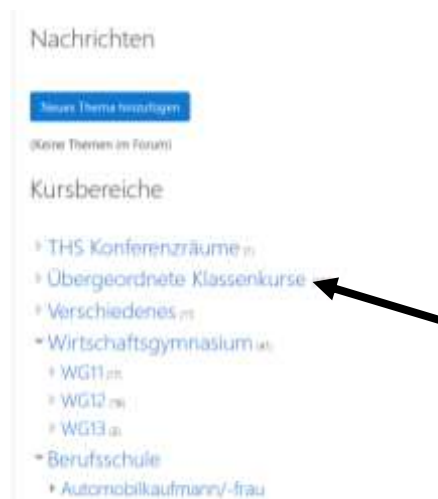 Nachrichten
Neues Thema hinzufügen
(Keine Themen im Forum)
Kursbereiche
THS Konferenzräume
Übergeordnete Klassenkurse
Verschiedenes
Wirtschaftsgymnasium
WG11
WG12
WG13
Berufsschule
Automobilkaufmann/-frau